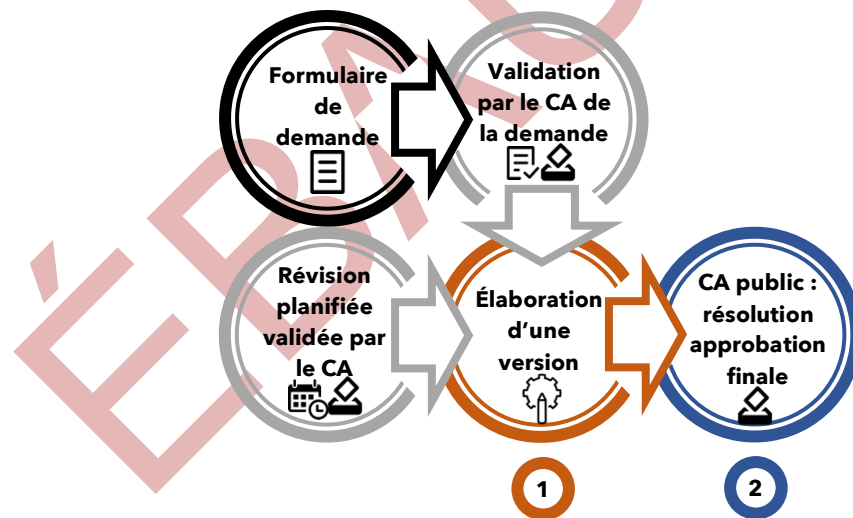 Formulaire
de
demande
Validation
par le CA de
la demande
Révision
planifiée
validée par
le CA
Élaboration
d’une
version
CA public :
résolution
approbation
finale
1
2